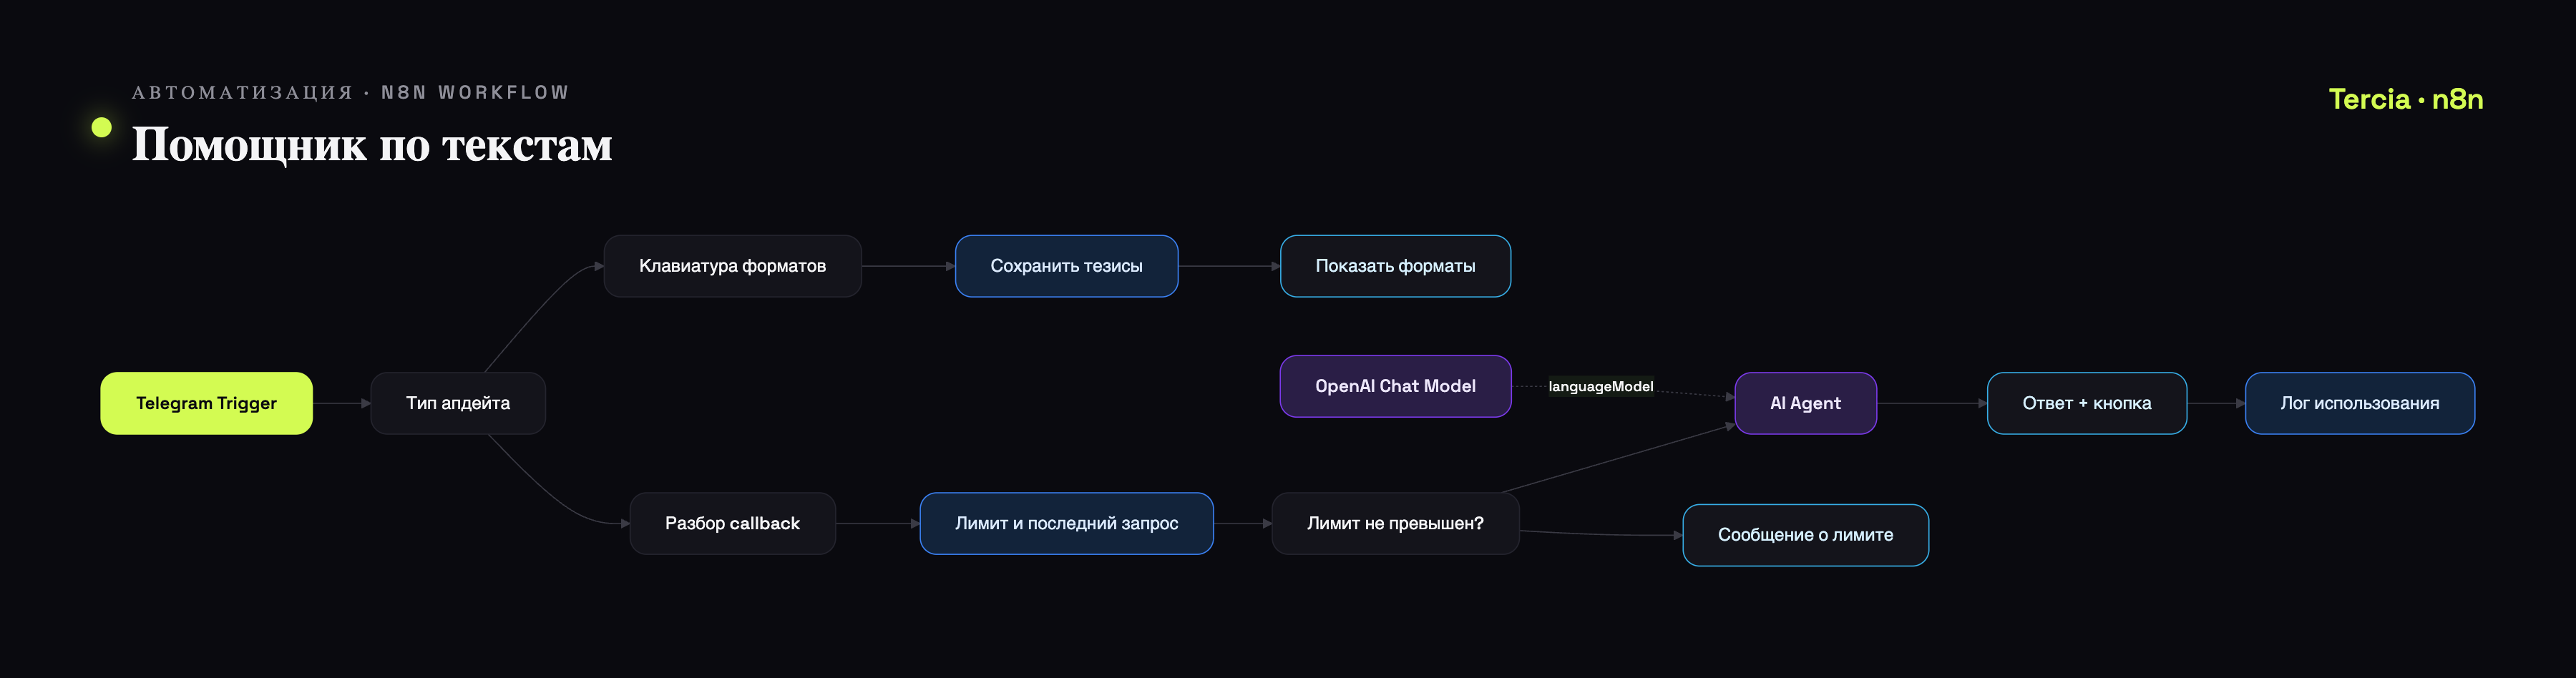 АВТОМАТИЗАЦИЯ · N8N WORKFLOW
Помощник по текстам
Tercia · n8n
Клавиатура форматов
Сохранить тезисы
Показать форматы
Telegram Trigger
Тип апдейта
OpenAI Chat Model
languageModel
AI Agent
Ответ + кнопка
Лог использования
Разбор callback
Лимит и последний запрос
Лимит не превышен?
Сообщение о лимите